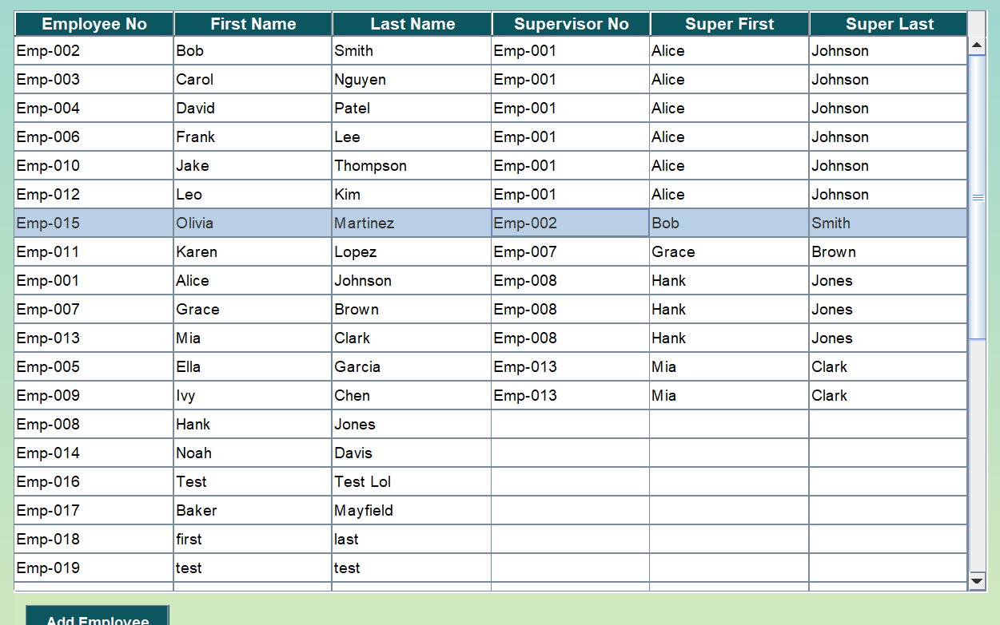 Employee No First Name Last Name Supervisor No Super First Super Last
Emp-002 Bob Smith Emp-001 Alice Johnson
Emp-003 Carol Nguyen Emp-001 Alice Johnson
Emp-004 David Patel Emp-001 Alice Johnson
Emp-006 Frank Lee Emp-001 Alice Johnson
Emp-010 Jake Thompson Emp-001 Alice Johnson
Emp-012 Leo Kim Emp-001 Alice Johnson
Emp-015 Olivia Martinez Emp-002 Bob Smith
Emp-011 Karen Lopez Emp-007 Grace Brown
Emp-001 Alice Johnson Emp-008 Hank Jones
Emp-007 Grace Brown Emp-008 Hank Jones
Emp-013 Mia Clark Emp-008 Hank Jones
Emp-005 Ella Garcia Emp-013 Mia Clark
Emp-009 Ivy Chen Emp-013 Mia Clark
Emp-008 Hank Jones
Emp-014 Noah Davis
Emp-016 Test Test Lol
Emp-017 Baker Mayfield
Emp-018 first last
Emp-019 test test
Add Employee